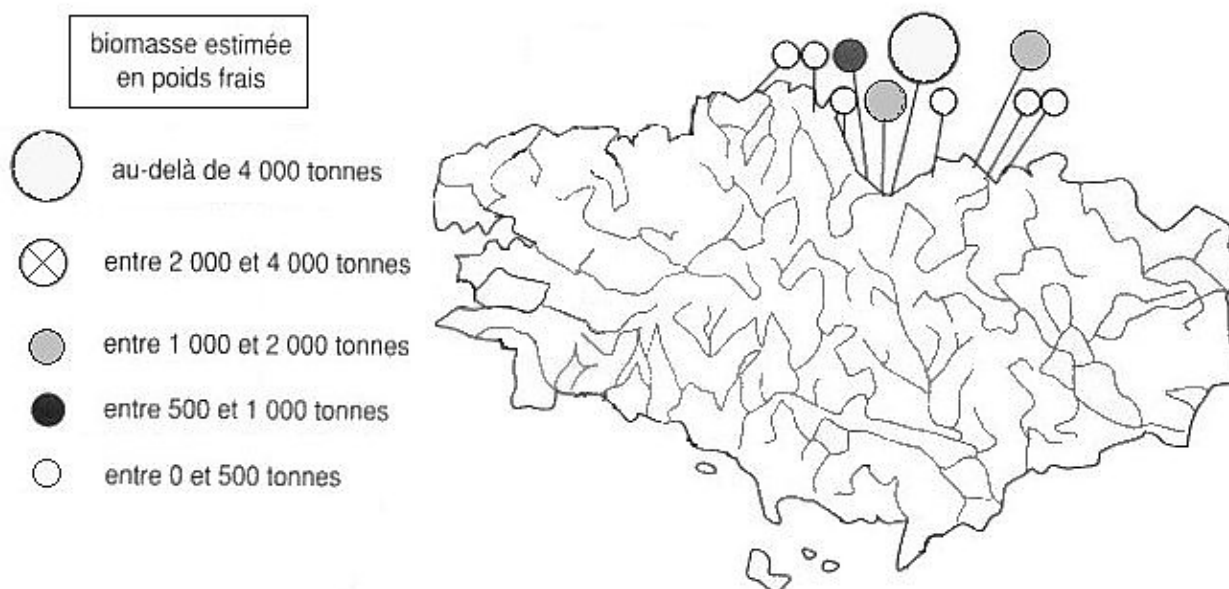 biomasse estimée
en poids frais
au-delà de 4 000 tonnes
entre 2 000 et 4 000 tonnes
entre 1 000 et 2 000 tonnes
entre 500 et 1 000 tonnes
entre 0 et 500 tonnes